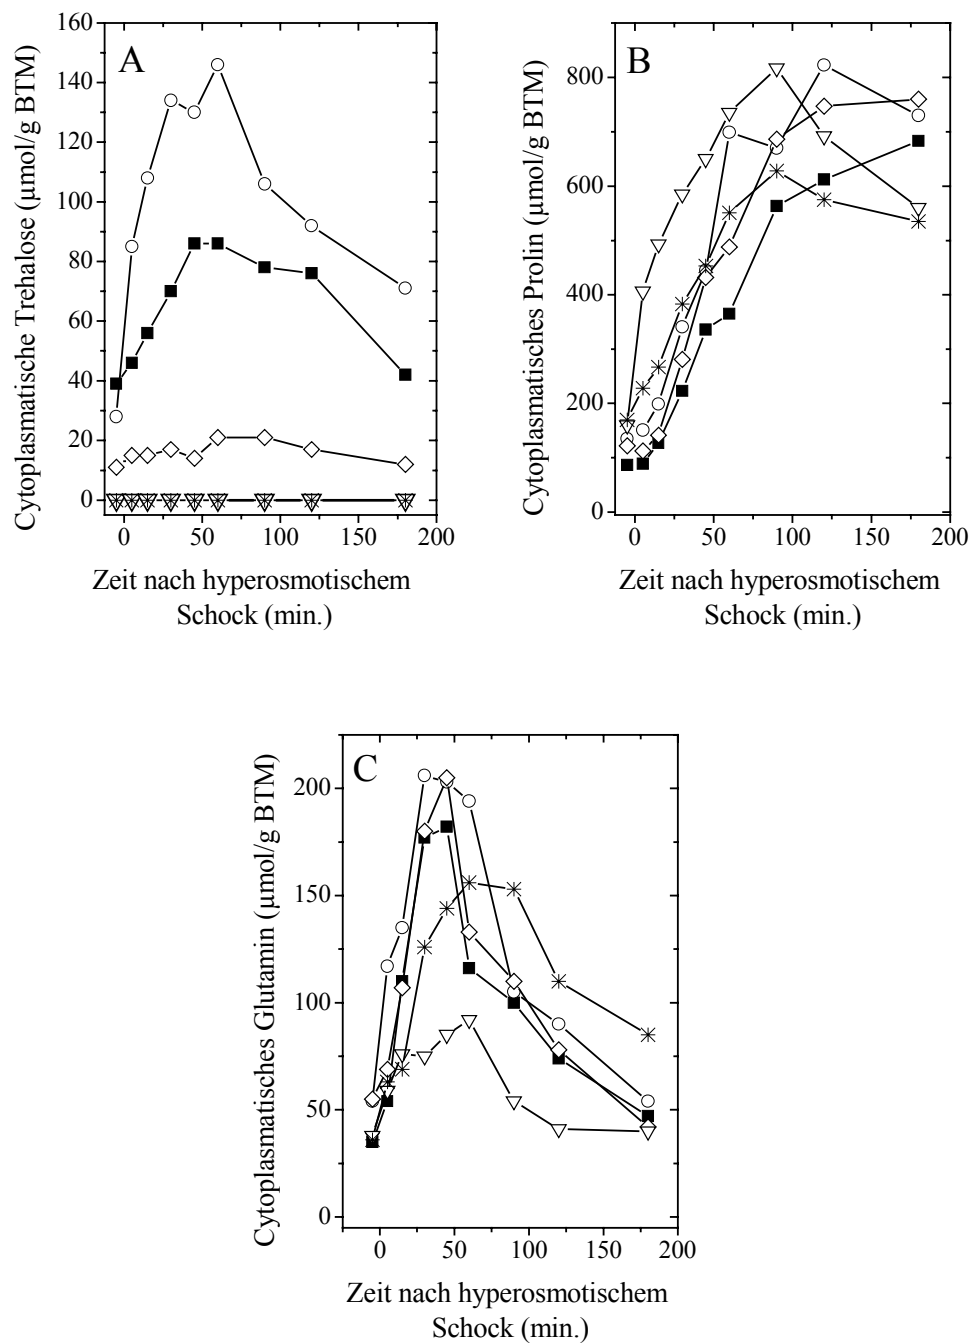 A
Cytoplasmatische Trehalose (µmol/g BTM)
160
140
120
100
80
60
40
20
0
0 50 100 150 200
Zeit nach hyperosmotischem
Schock (min.)
B
Cytoplasmatisches Prolin (µmol/g BTM)
800
600
400
200
0
0 50 100 150 200
Zeit nach hyperosmotischem
Schock (min.)
C
Cytoplasmatisches Glutamin (µmol/g BTM)
200
150
100
50
0
0 50 100 150 200
Zeit nach hyperosmotischem
Schock (min.)